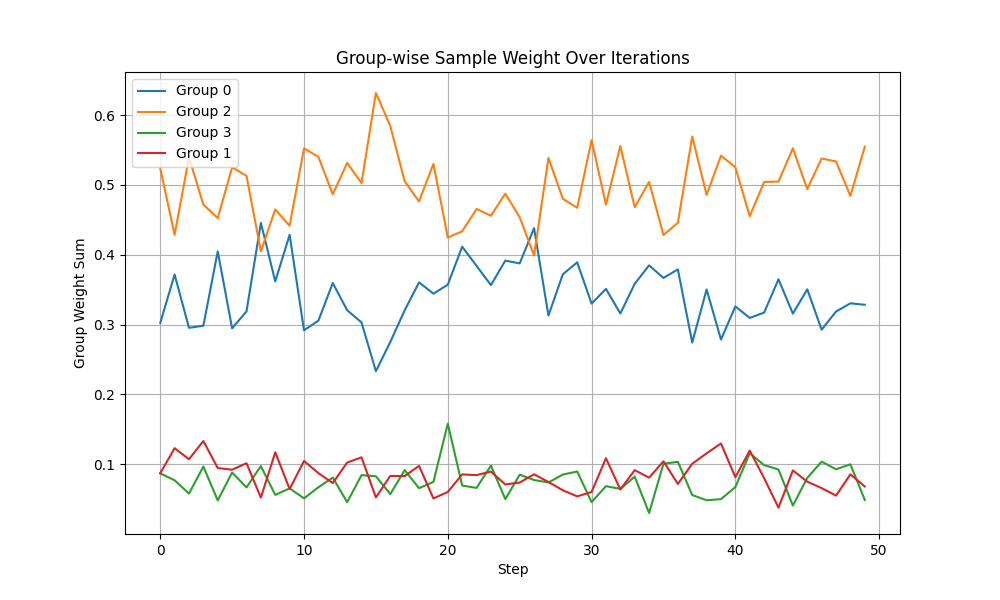 Group-wise Sample Weight Over Iterations
Group 0
Group 2
Group 3
Group 1
0.6
0.5
0.4
0.3
0.2
0.1
Group Weight Sum
0 10 20 30 40 50
Step